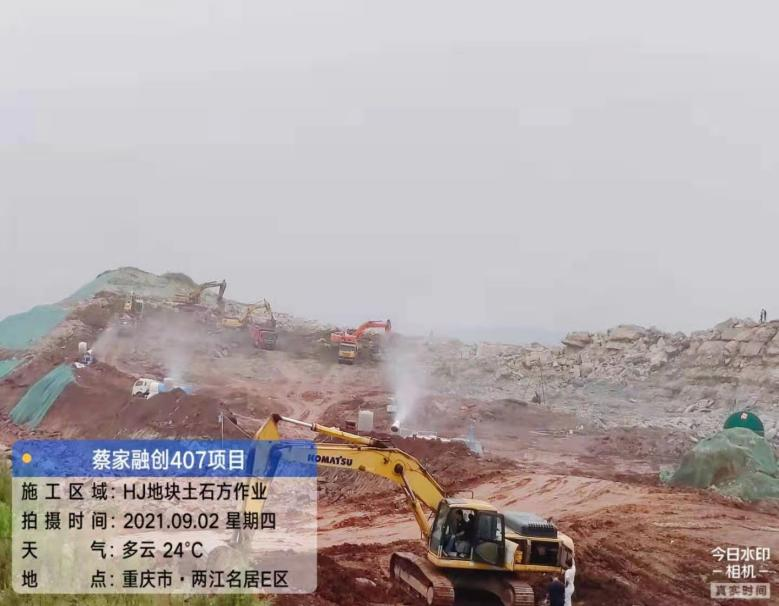 KOMATSU
蔡家融创407项目
施工区域：HJ地块土石方作业
拍摄时间：2021.09.02 星期四
天气：多云 24℃
地点：重庆市·两江名居E区
今日水印
相机
真实时间